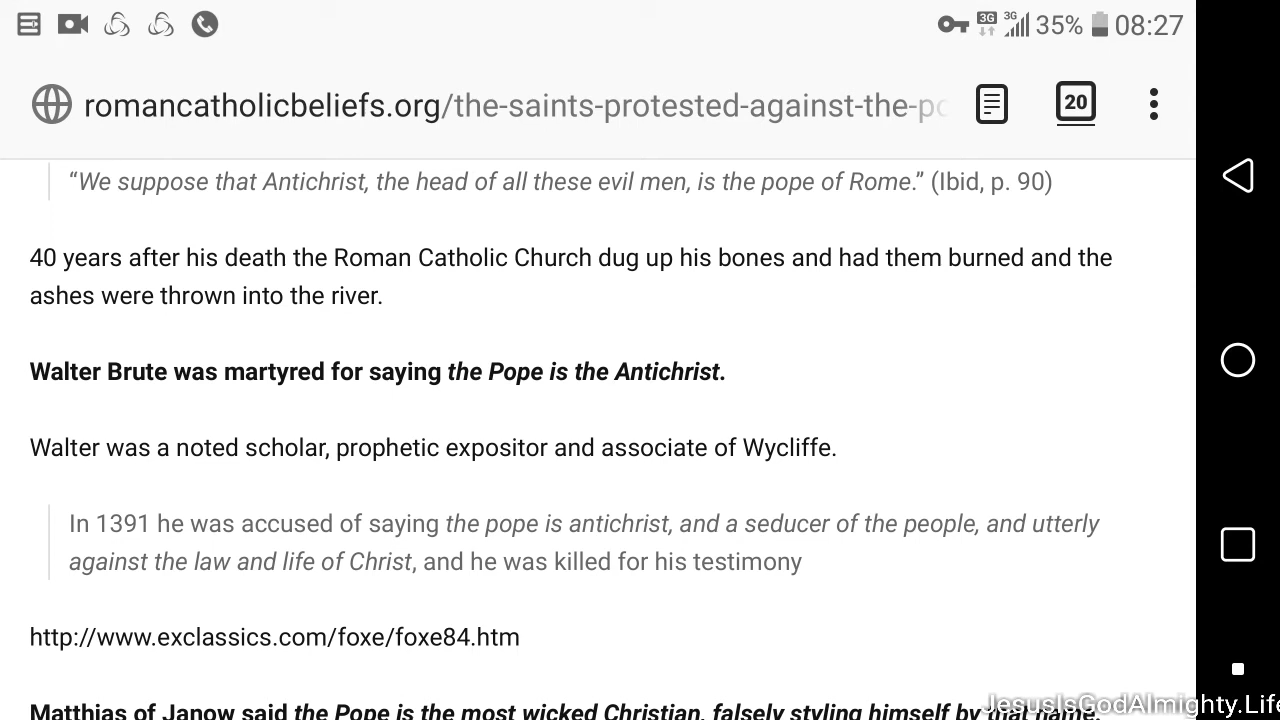 3G 3G 35% 08:27
romancatholicbeliefs.org/the-saints-protested-against-the-po
20
“We suppose that Antichrist, the head of all these evil men, is the pope of Rome.” (Ibid, p. 90)
40 years after his death the Roman Catholic Church dug up his bones and had them burned and the
ashes were thrown into the river.
Walter Brute was martyred for saying the Pope is the Antichrist.
Walter was a noted scholar, prophetic expositor and associate of Wycliffe.
In 1391 he was accused of saying the pope is antichrist, and a seducer of the people, and utterly
against the law and life of Christ, and he was killed for his testimony
http://www.exclassics.com/foxe/foxe84.htm
Matthias of Janow said the Pope is the most wicked Christian, falsely styling himself by that name.
JesusIsGodAlmighty.Life